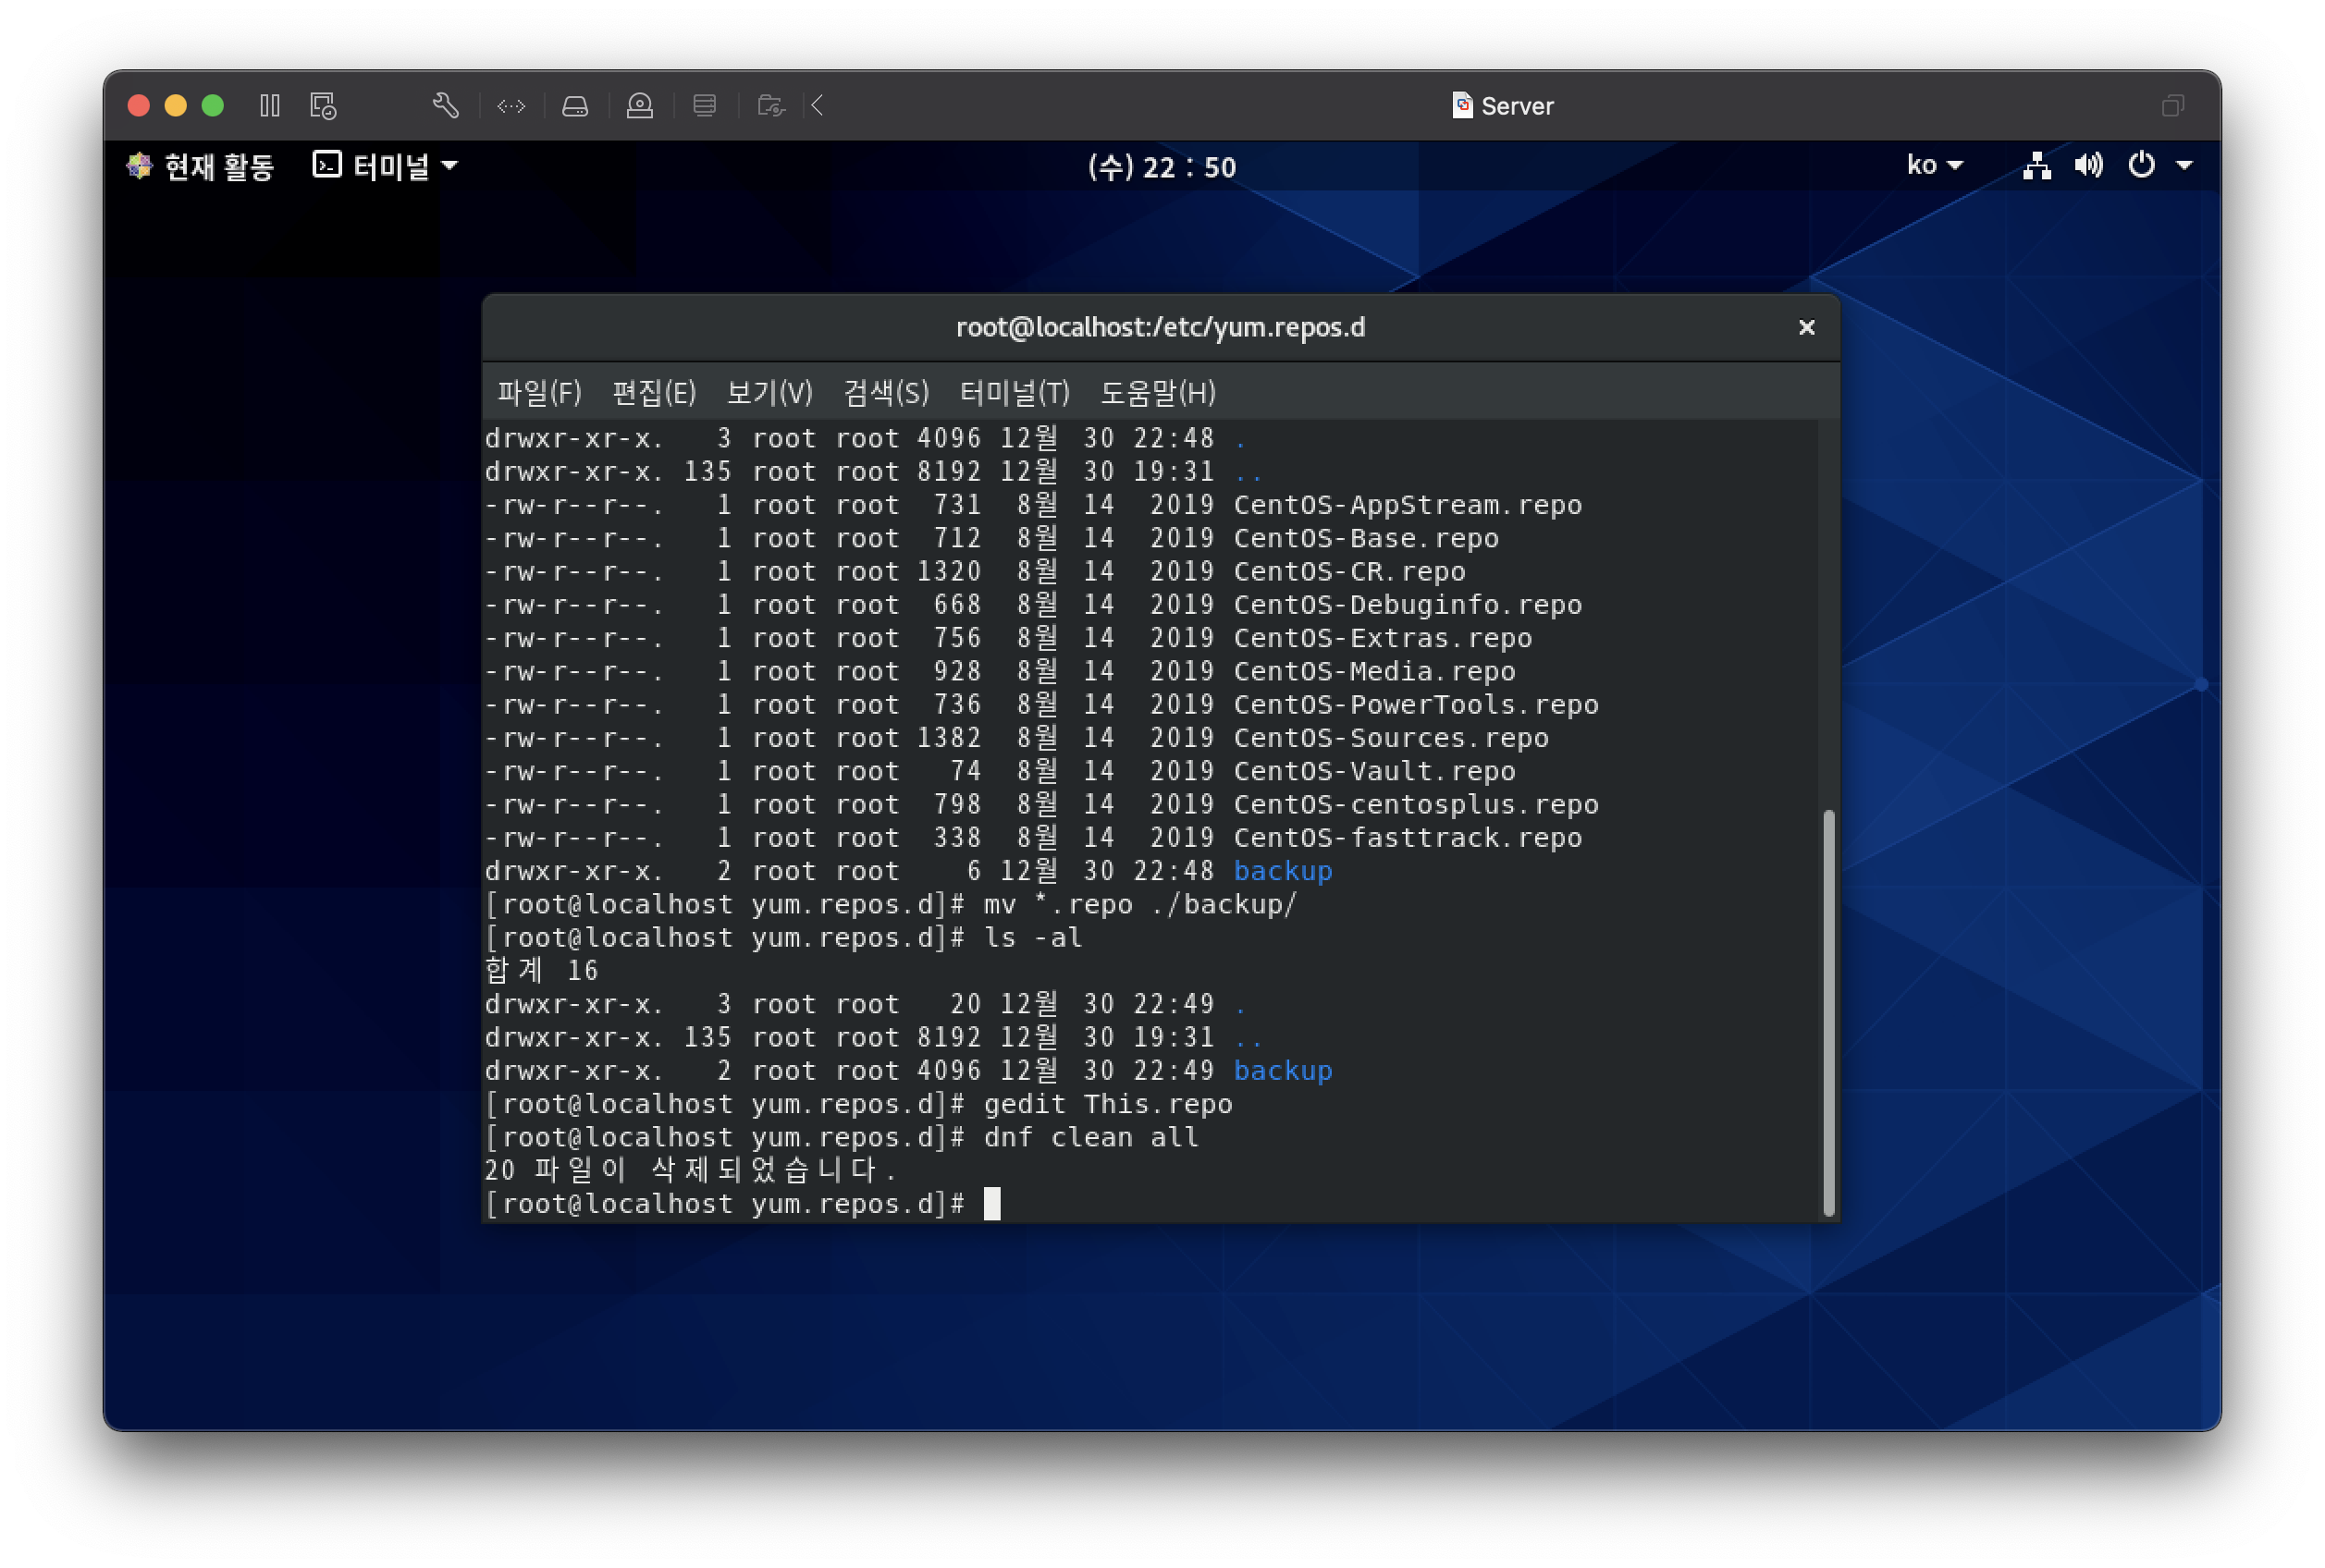 Server
현재 활동 터미널 (수) 22 : 50 ko
root@localhost:/etc/yum.repos.d
파일(F) 편집(E) 보기(V) 검색(S) 터미널(T) 도움말(H)
drwxr-xr-x.   3 root root 4096 12월 30 22:48 .
drwxr-xr-x. 135 root root 8192 12월 30 19:31 ..
-rw-r--r--.   1 root root  731  8월 14  2019 CentOS-AppStream.repo
-rw-r--r--.   1 root root  712  8월 14  2019 CentOS-Base.repo
-rw-r--r--.   1 root root 1320  8월 14  2019 CentOS-CR.repo
-rw-r--r--.   1 root root  668  8월 14  2019 CentOS-Debuginfo.repo
-rw-r--r--.   1 root root  756  8월 14  2019 CentOS-Extras.repo
-rw-r--r--.   1 root root  928  8월 14  2019 CentOS-Media.repo
-rw-r--r--.   1 root root  736  8월 14  2019 CentOS-PowerTools.repo
-rw-r--r--.   1 root root 1382  8월 14  2019 CentOS-Sources.repo
-rw-r--r--.   1 root root   74  8월 14  2019 CentOS-Vault.repo
-rw-r--r--.   1 root root  798  8월 14  2019 CentOS-centosplus.repo
-rw-r--r--.   1 root root  338  8월 14  2019 CentOS-fasttrack.repo
drwxr-xr-x.   2 root root    6 12월 30 22:48 backup
[root@localhost yum.repos.d]# mv *.repo ./backup/
[root@localhost yum.repos.d]# ls -al
합계 16
drwxr-xr-x.   3 root root   20 12월 30 22:49 .
drwxr-xr-x. 135 root root 8192 12월 30 19:31 ..
drwxr-xr-x.   2 root root 4096 12월 30 22:49 backup
[root@localhost yum.repos.d]# gedit This.repo
[root@localhost yum.repos.d]# dnf clean all
20 파일이 삭제되었습니다.
[root@localhost yum.repos.d]#